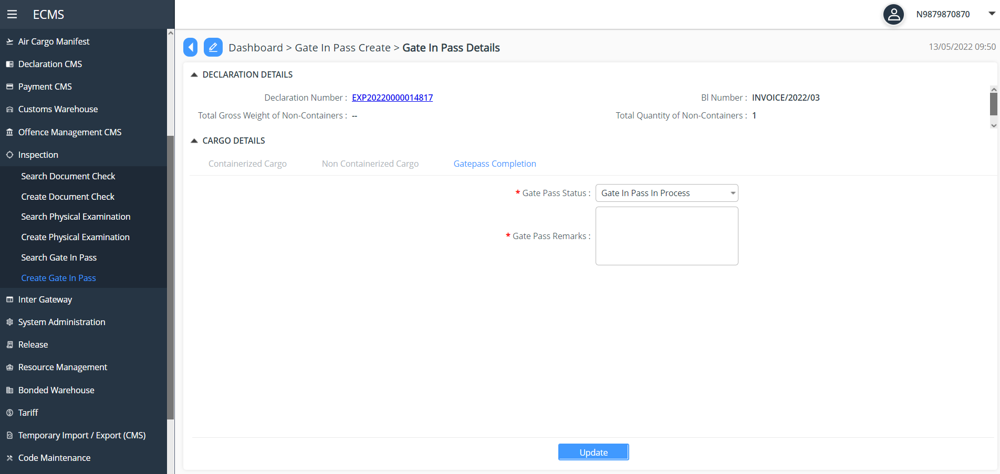 ECMS
N9879870870
Air Cargo Manifest
Declaration CMS
Payment CMS
Customs Warehouse
Offence Management CMS
Inspection
Search Document Check
Create Document Check
Search Physical Examination
Create Physical Examination
Search Gate In Pass
Create Gate In Pass
Inter Gateway
System Administration
Release
Resource Management
Bonded Warehouse
Tariff
Temporary Import / Export (CMS)
Code Maintenance
Dashboard > Gate In Pass Create > Gate In Pass Details
13/05/2022 09:50
DECLARATION DETAILS
Declaration Number : EXP20220000014817
Bl Number : INVOICE/2022/03
Total Gross Weight of Non-Containers : --
Total Quantity of Non-Containers : 1
CARGO DETAILS
Containerized Cargo Non Containerized Cargo Gatepass Completion
* Gate Pass Status : Gate In Pass In Process
* Gate Pass Remarks :
Update